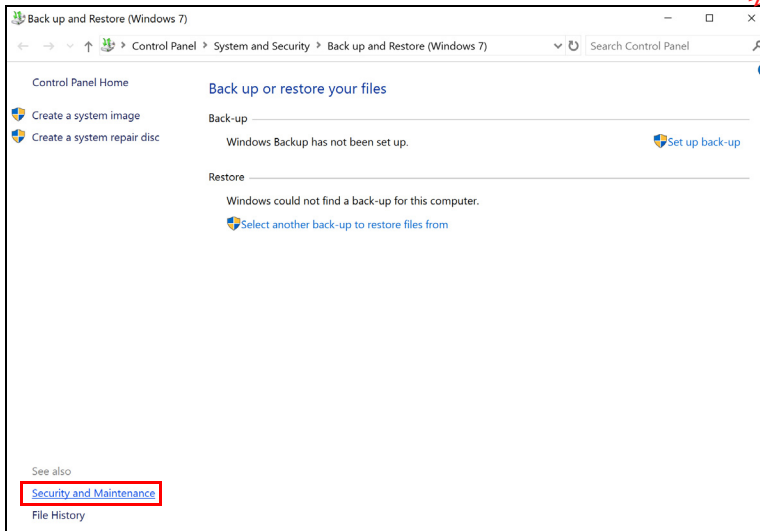 Back up and Restore (Windows 7)
Control Panel > System and Security > Back up and Restore (Windows 7)
Search Control Panel
Control Panel Home
Back up or restore your files
Create a system image
Back-up
Create a system repair disc
Windows Backup has not been set up.
Set up back-up
Restore
Windows could not find a back-up for this computer.
Select another back-up to restore files from
See also
Security and Maintenance
File History